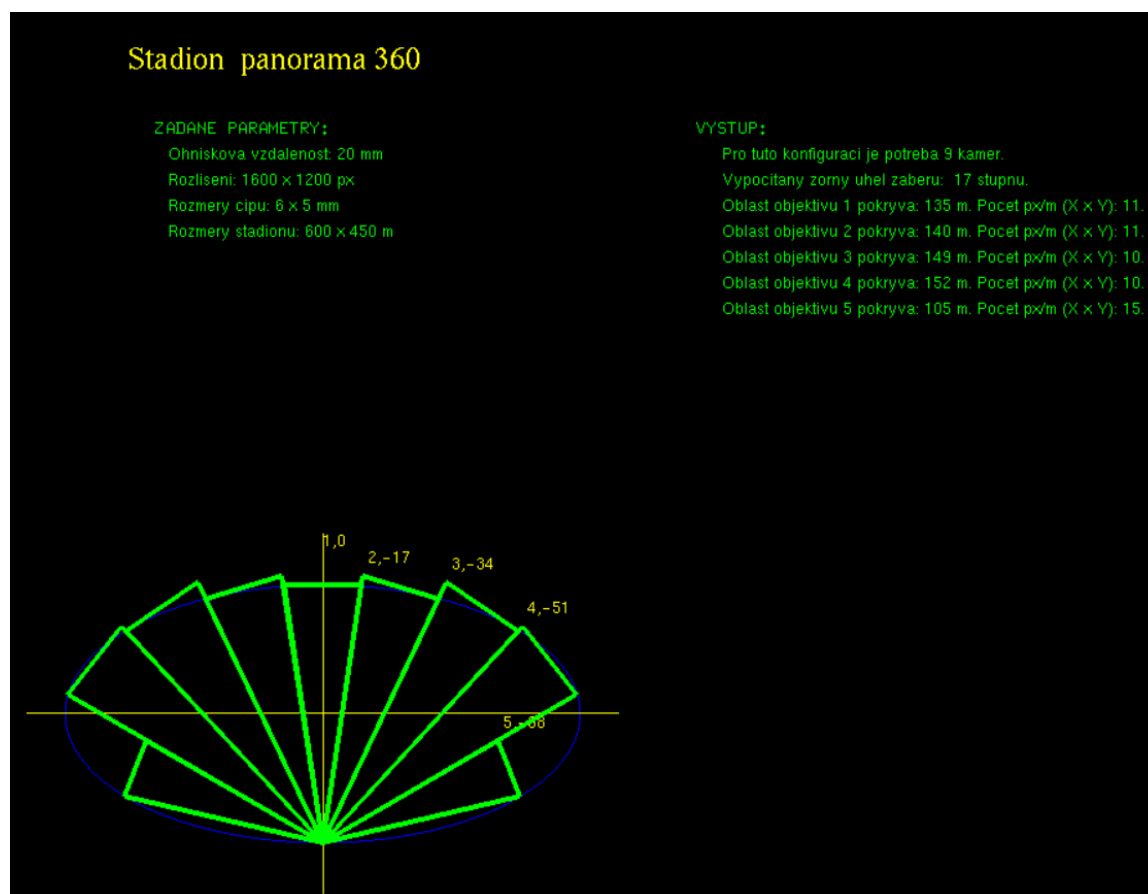 Stadion panorama 360
ZADANE PARAMETRY:
Ohniskova vzdalenost: 20 mm
Rozliseni: 1600 × 1200 px
Rozmery cipu: 6 × 5 mm
Rozmery stadionu: 600 × 450 m
VYSTUP:
Pro tuto konfiguraci je potreba 9 kamer.
Vypocitany zorny uhel zaberu: 17 stupnu.
Oblast objektivu 1 pokryva: 135 m. Pocet px/m (X × Y): 11.
Oblast objektivu 2 pokryva: 140 m. Pocet px/m (X × Y): 11.
Oblast objektivu 3 pokryva: 149 m. Pocet px/m (X × Y): 10.
Oblast objektivu 4 pokryva: 152 m. Pocet px/m (X × Y): 10.
Oblast objektivu 5 pokryva: 105 m. Pocet px/m (X × Y): 15.
1,0
2,-17
3,-34
4,-51
5,-68